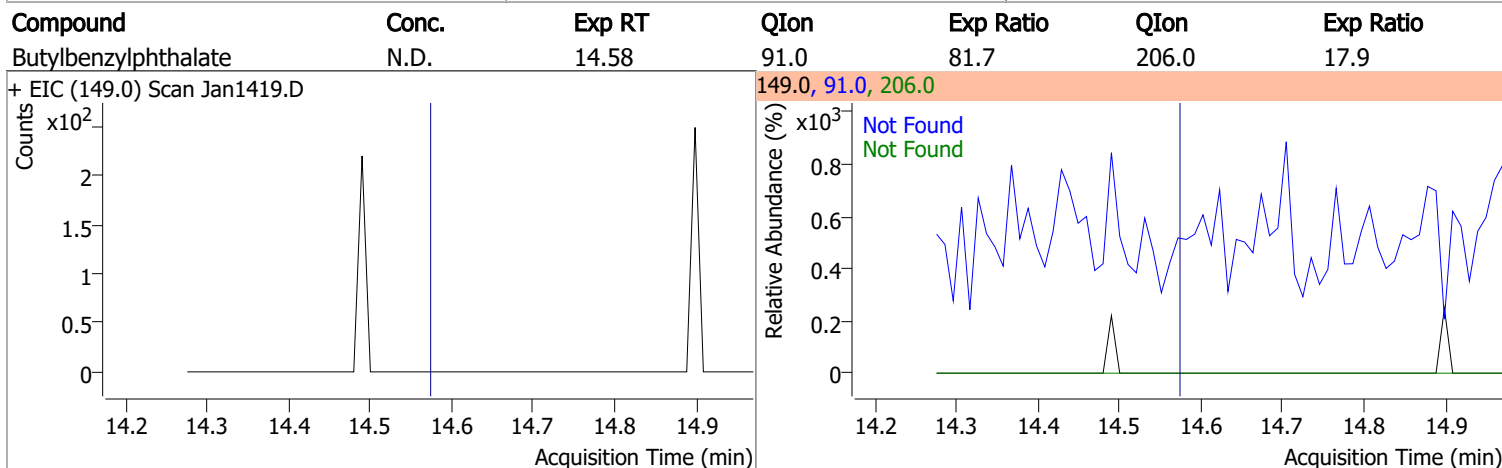 Compound Conc. Exp RT QIon Exp Ratio QIon Exp Ratio
Butylbenzylphthalate N.D. 14.58 91.0 81.7 206.0 17.9
+ EIC (149.0) Scan Jan1419.D
Counts
x10²
2
1.5
1
0.5
0
14.2 14.3 14.4 14.5 14.6 14.7 14.8 14.9
Acquisition Time (min)
149.0, 91.0, 206.0
Relative Abundance (%)
x10³
Not Found
Not Found
0.8
0.6
0.4
0.2
0
14.2 14.3 14.4 14.5 14.6 14.7 14.8 14.9
Acquisition Time (min)